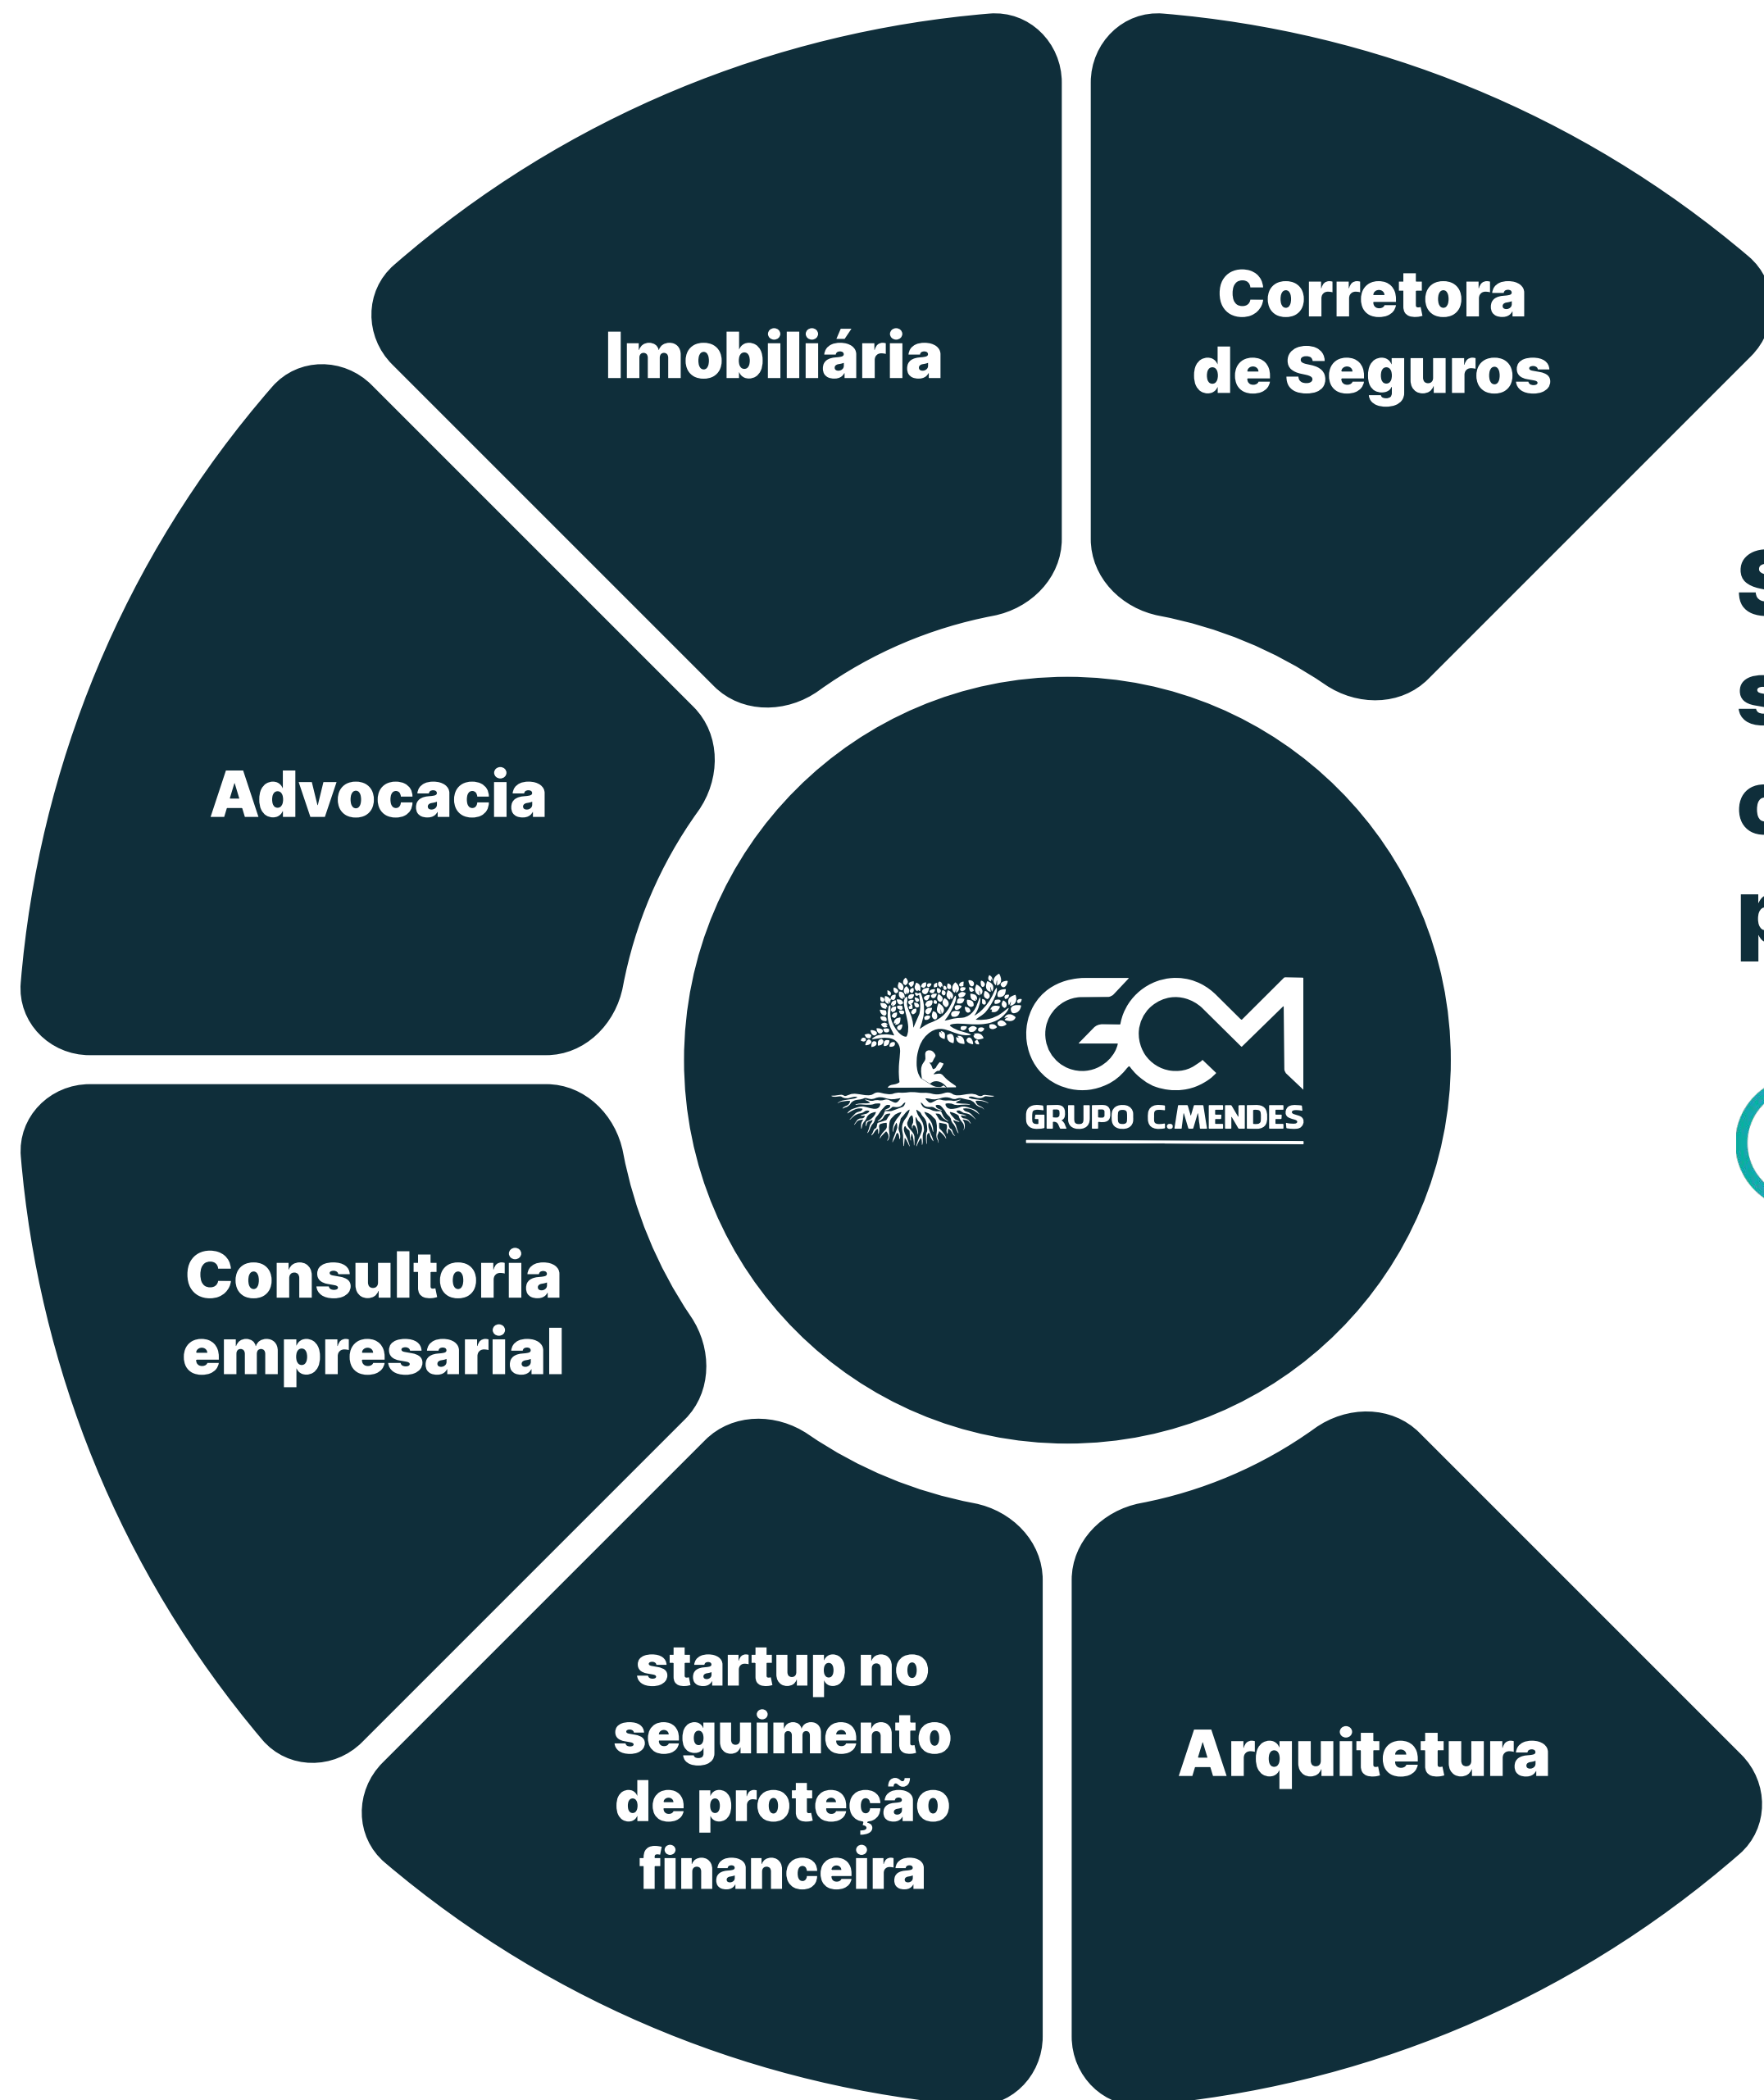 Imobiliária
Corretora
de Seguros
Advocacia
GCM
GRUPO C.MENDES
Consultoria
empresarial
startup no
seguimento
de proteção
financeira
Arquitetura